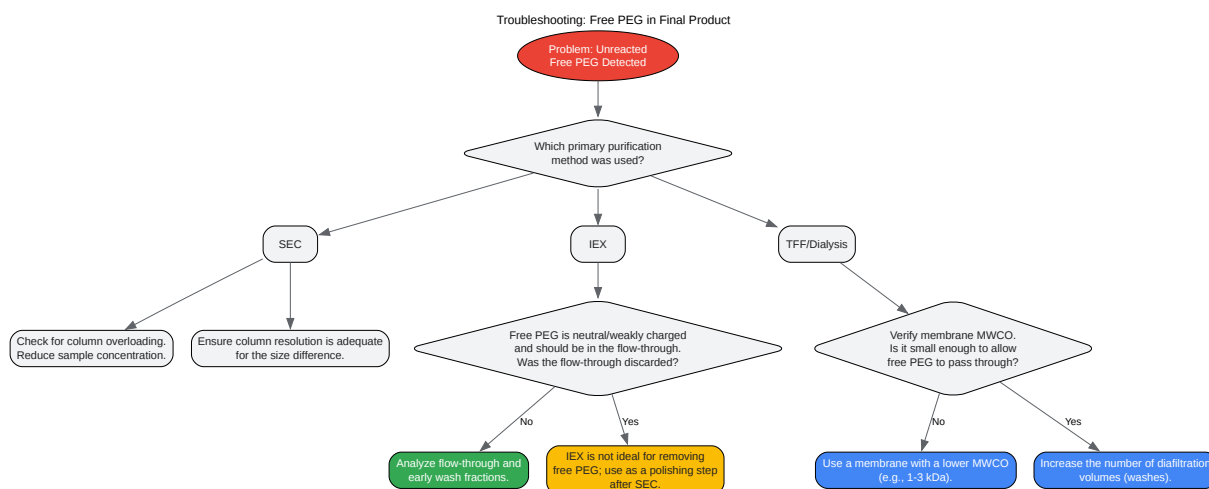 Troubleshooting: Free PEG in Final Product
Problem: Unreacted
Free PEG Detected
Which primary purification
method was used?
SEC
IEX
TFF/Dialysis
Check for column overloading.
Reduce sample concentration.
Ensure column resolution is adequate
for the size difference.
Free PEG is neutral/weakly charged
and should be in the flow-through.
Was the flow-through discarded?
Verify membrane MWCO.
Is it small enough to allow
free PEG to pass through?
No
Yes
No
Yes
Analyze flow-through and
early wash fractions.
IEX is not ideal for removing
free PEG; use as a polishing step
after SEC.
Use a membrane with a lower MWCO
(e.g., 1-3 kDa).
Increase the number of diafiltration
volumes (washes).